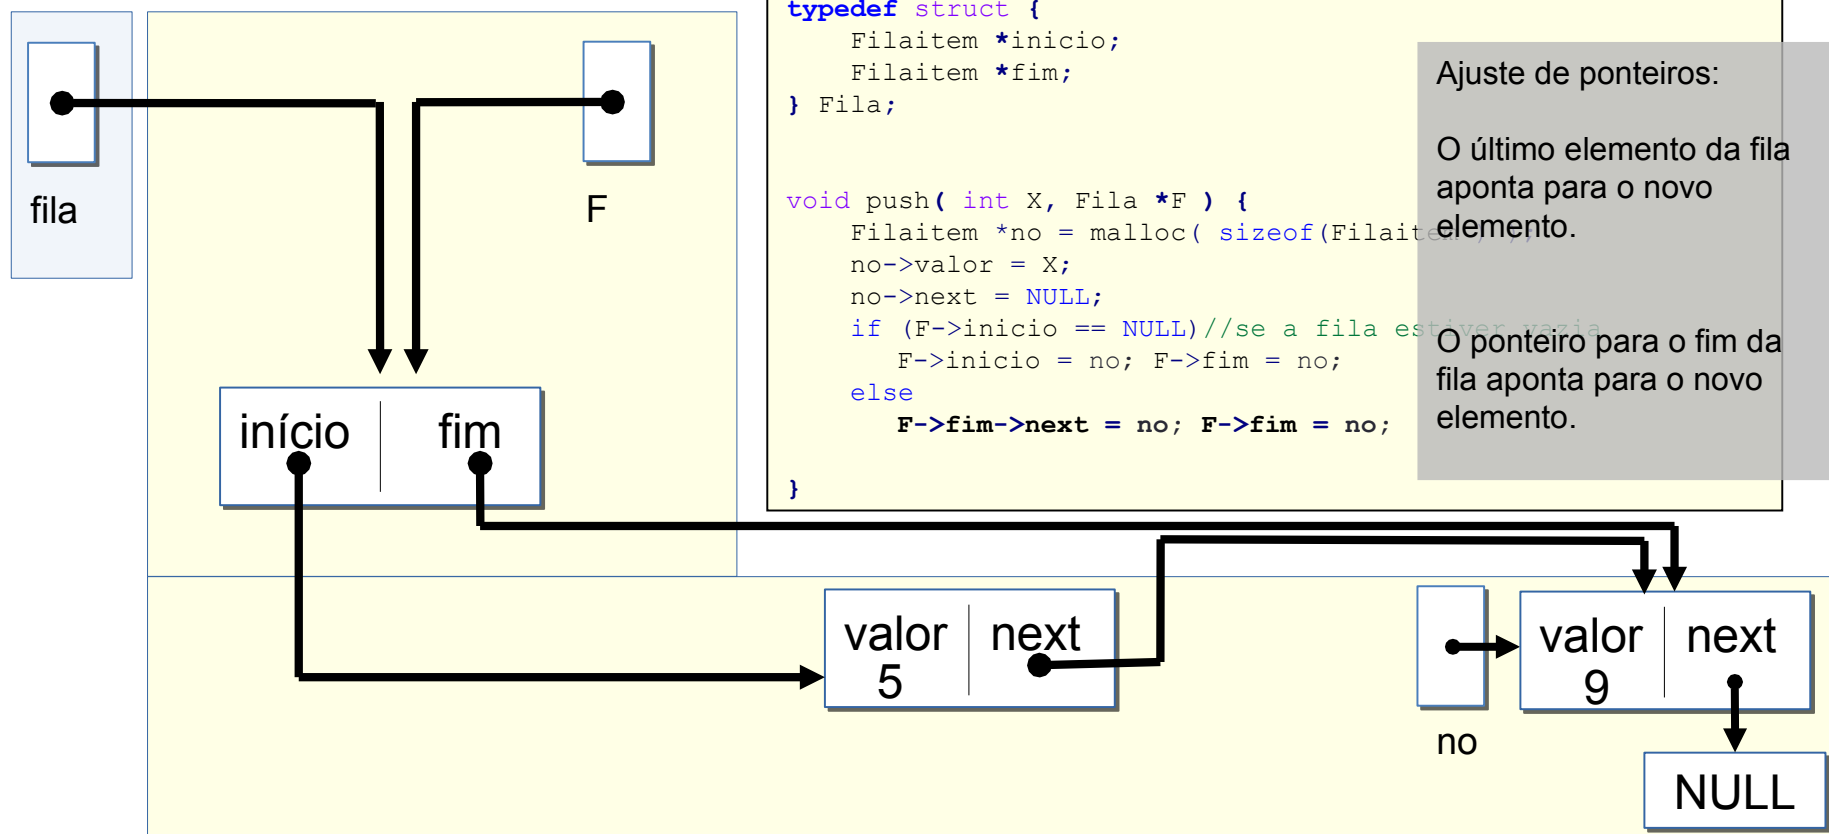 typedef struct {
Filaitem *inicio;
Filaitem *fim;
} Fila;
void push( int X, Fila *F ) {
Filaitem *no = malloc( sizeof(Filaitem) );
no->valor = X;
no->next = NULL;
if (F->inicio == NULL)//se a fila estiver vazia
F->inicio = no; F->fim = no;
else
F->fim->next = no; F->fim = no;
}
Ajuste de ponteiros:
O último elemento da fila
aponta para o novo
elemento.
O ponteiro para o fim da
fila aponta para o novo
elemento.
fila
F
início fim
valor next
5
no
valor next
9
NULL